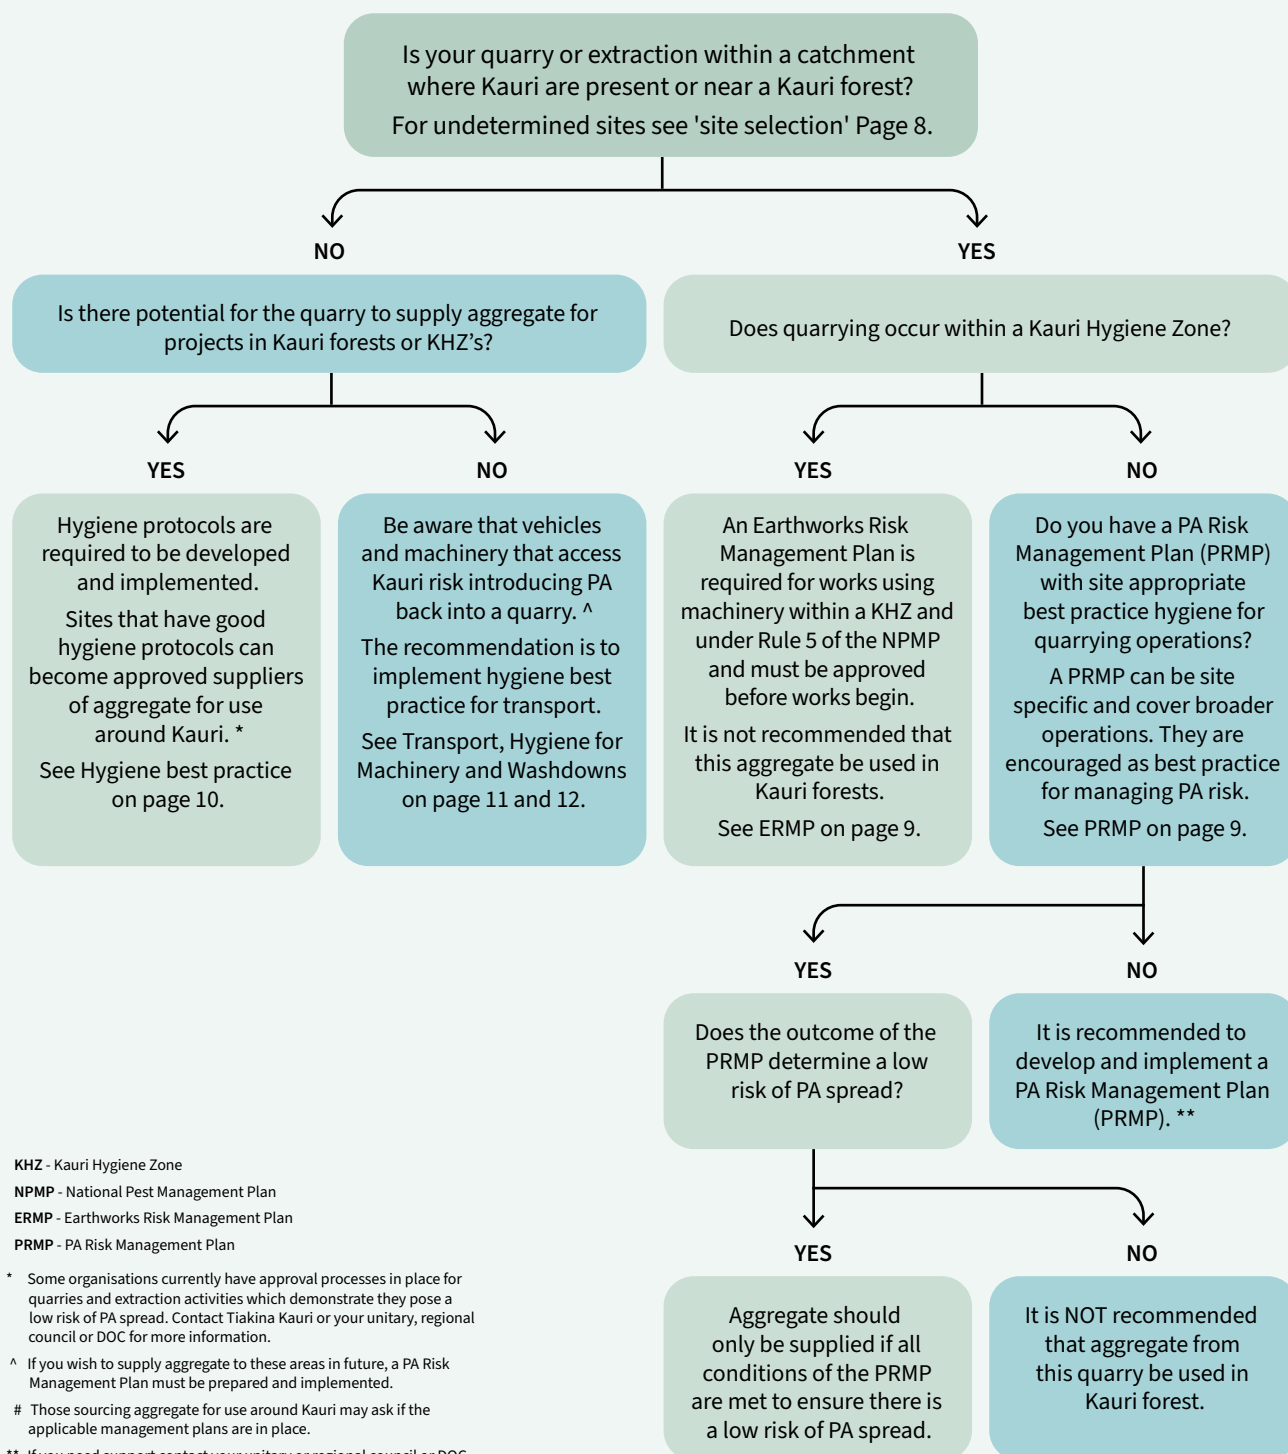 Is your quarry or extraction within a catchment
where Kauri are present or near a Kauri forest?
For undetermined sites see 'site selection' Page 8.
NO
YES
Is there potential for the quarry to supply aggregate for
projects in Kauri forests or KHZ's?
Does quarrying occur within a Kauri Hygiene Zone?
YES
NO
YES
NO
Hygiene protocols are
required to be developed
and implemented.
Sites that have good
hygiene protocols can
become approved suppliers
of aggregate for use
around Kauri. *
See Hygiene best practice
on page 10.
Be aware that vehicles
and machinery that access
Kauri risk introducing PA
back into a quarry. ^
The recommendation is to
implement hygiene best
practice for transport.
See Transport, Hygiene for
Machinery and Washdowns
on page 11 and 12.
An Earthworks Risk
Management Plan is
required for works using
machinery within a KHZ and
under Rule 5 of the NPMP
and must be approved
before works begin.
It is not recommended that
this aggregate be used in
Kauri forests.
See ERMP on page 9.
Do you have a PA Risk
Management Plan (PRMP)
with site appropriate
best practice hygiene for
quarrying operations?
A PRMP can be site
specific and cover broader
operations. They are
encouraged as best practice
for managing PA risk.
See PRMP on page 9.
YES
NO
Does the outcome of the
PRMP determine a low
risk of PA spread?
It is recommended to
develop and implement a
PA Risk Management Plan
(PRMP). **
YES
NO
Aggregate should
only be supplied if all
conditions of the PRMP
are met to ensure there is
a low risk of PA spread.
It is NOT recommended
that aggregate from
this quarry be used in
Kauri forest.
KHZ - Kauri Hygiene Zone
NPMP - National Pest Management Plan
ERMP - Earthworks Risk Management Plan
PRMP - PA Risk Management Plan
* Some organisations currently have approval processes in place for
quarries and extraction activities which demonstrate they pose a
low risk of PA spread. Contact Tiakina Kauri or your unitary, regional
council or DOC for more information.
^ If you wish to supply aggregate to these areas in future, a PA Risk
Management Plan must be prepared and implemented.
# Those sourcing aggregate for use around Kauri may ask if the
applicable management plans are in place.
** If you need support contact your unitary or regional council or DOC